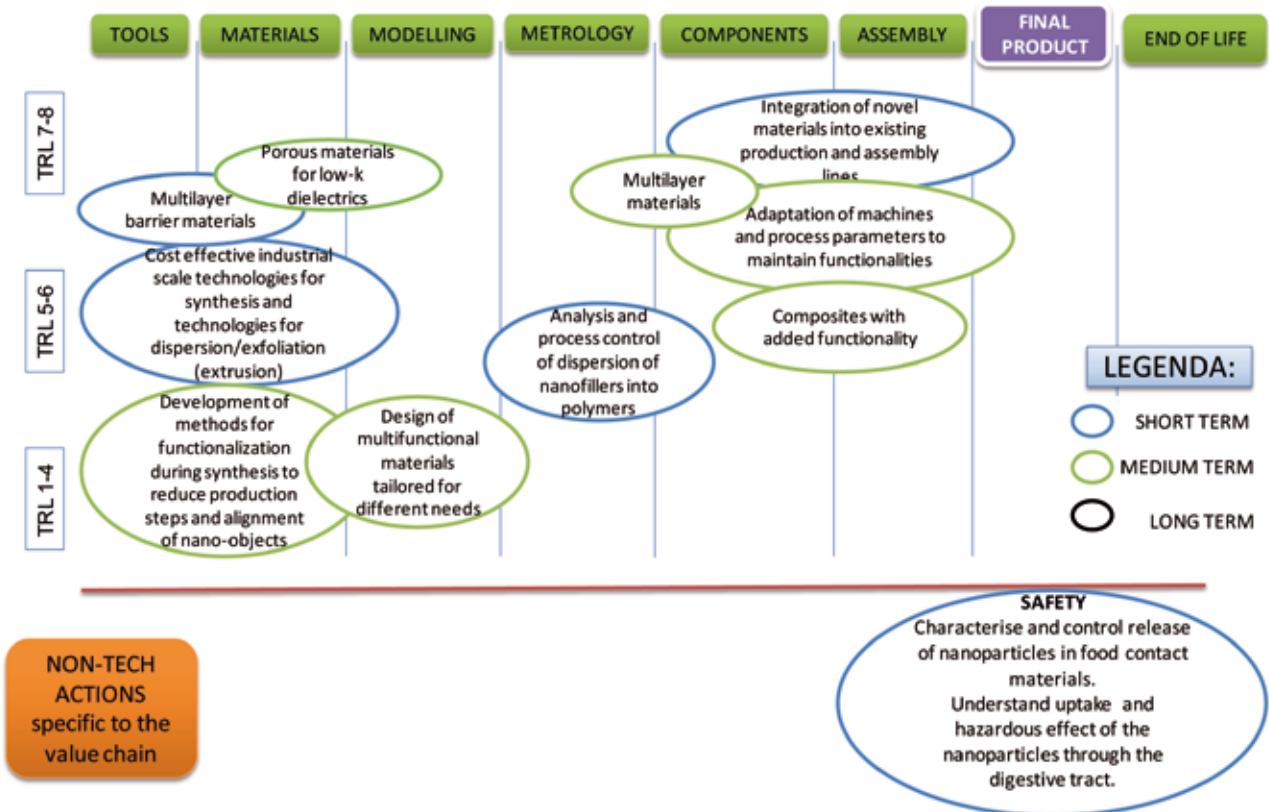 TOOLS
MATERIALS
MODELLING
METROLOGY
COMPONENTS
ASSEMBLY
FINAL
PRODUCT
END OF LIFE
TRL 7-8
TRL 5-6
TRL 1-4
Porous materials
for low-k
dielectrics
Multilayer
barrier materials
Cost effective industrial
scale technologies for
synthesis and
technologies for
dispersion/exfoliation
(extrusion)
Development of
methods for
functionalization
during synthesis to
reduce production
steps and alignment
of nano-objects
Design of
multifunctional
materials
tailored for
different needs
Analysis and
process control
of dispersion of
nanofillers into
polymers
Integration of novel
materials into existing
production and assembly
lines
Multilayer
materials
Adaptation of machines
and process parameters to
maintain functionalities
Composites with
added functionality
LEGENDA:
SHORT TERM
MEDIUM TERM
LONG TERM
NON-TECH
ACTIONS
specific to the
value chain
SAFETY
Characterise and control release
of nanoparticles in food contact
materials.
Understand uptake and
hazardous effect of the
nanoparticles through the
digestive tract.